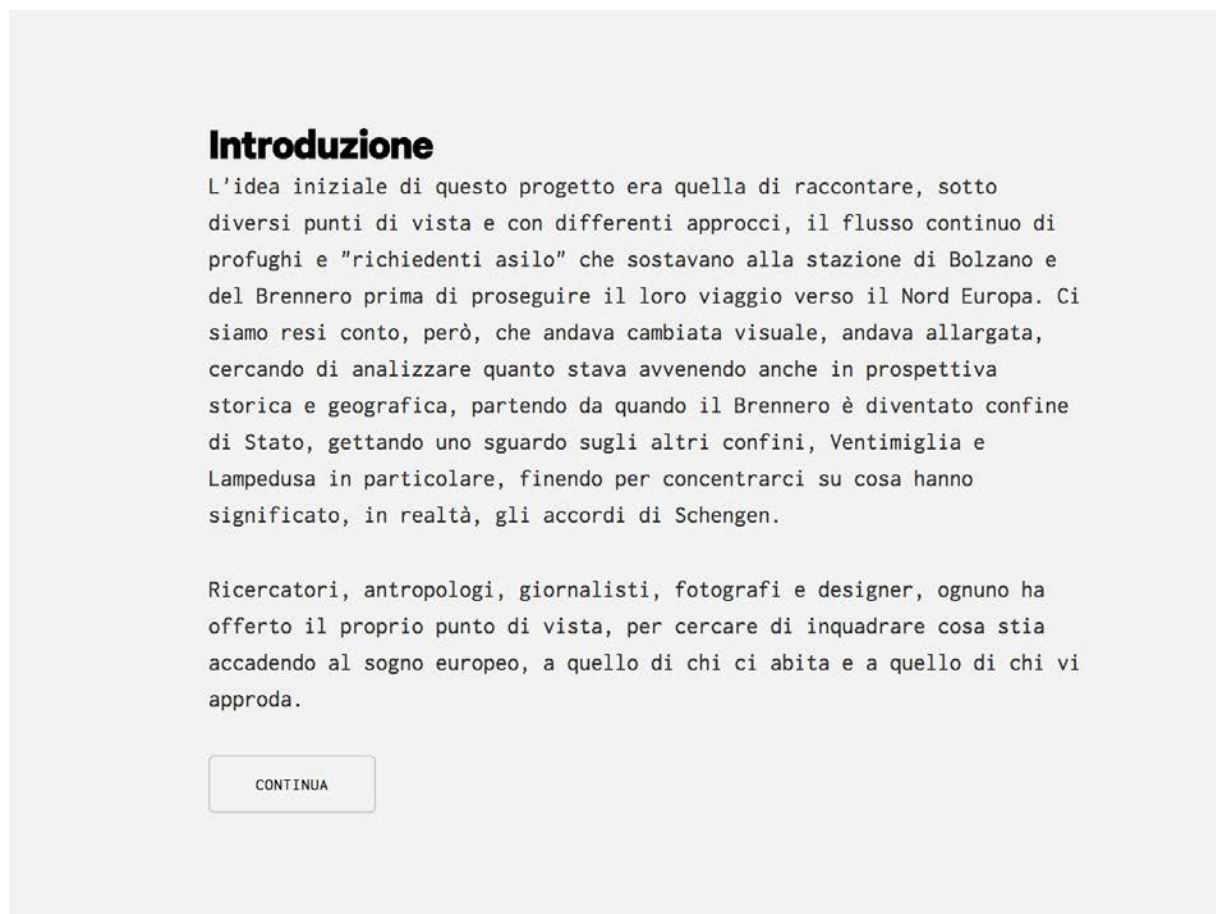 Introduzione
L'idea iniziale di questo progetto era quella di raccontare, sotto
diversi punti di vista e con differenti approcci, il flusso continuo di
profughi e "richiedenti asilo" che sostavano alla stazione di Bolzano e
del Brennero prima di proseguire il loro viaggio verso il Nord Europa. Ci
siamo resi conto, però, che andava cambiata visuale, andava allargata,
cercando di analizzare quanto stava avvenendo anche in prospettiva
storica e geografica, partendo da quando il Brennero è diventato confine
di Stato, gettando uno sguardo sugli altri confini, Ventimiglia e
Lampedusa in particolare, finendo per concentrarci su cosa hanno
significato, in realtà, gli accordi di Schengen.
Ricercatori, antropologi, giornalisti, fotografi e designer, ognuno ha
offerto il proprio punto di vista, per cercare di inquadrare cosa stia
accadendo al sogno europeo, a quello di chi ci abita e a quello di chi vi
approda.
CONTINUA